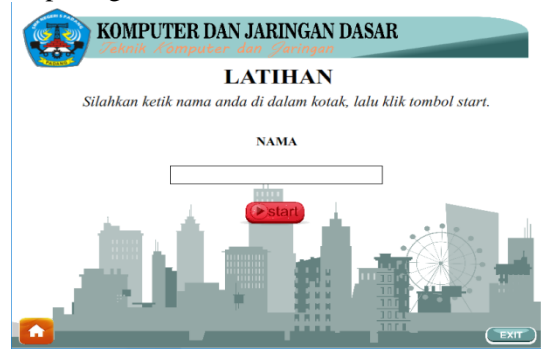 KOMPUTER DAN JARINGAN DASAR
Teknik Komputer dan Jaringan
PADANG
LATIHAN
Silahkan ketik nama anda di dalam kotak, lalu klik tombol start.
NAMA
start
EXIT